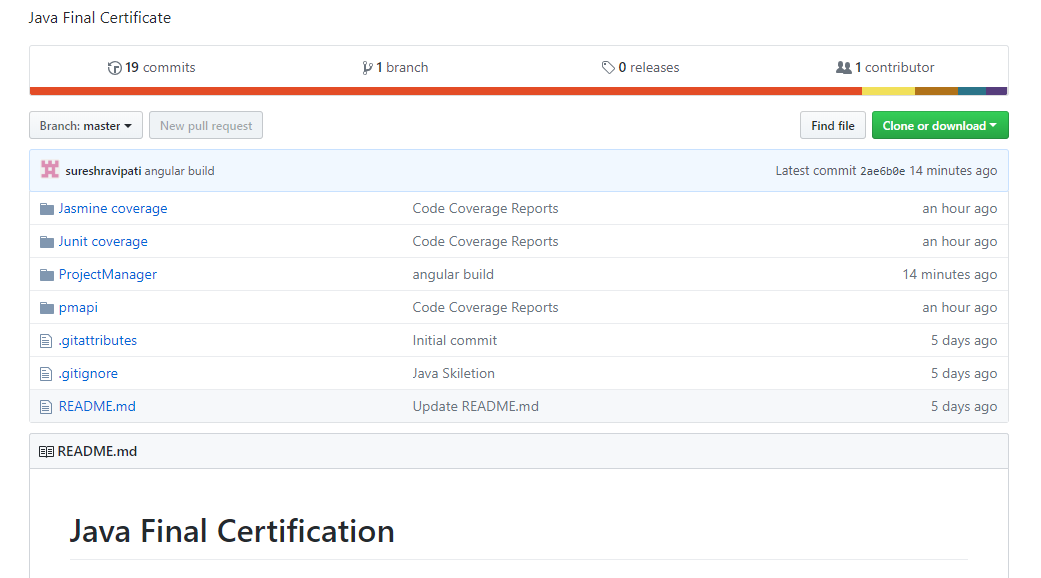 Java Final Certificate
19 commits 1 branch 0 releases 1 contributor
Branch: master New pull request Find file Clone or download
sureshravipati angular build Latest commit 2ae6b0e 14 minutes ago
Jasmine coverage Code Coverage Reports an hour ago
Junit coverage Code Coverage Reports an hour ago
ProjectManager angular build 14 minutes ago
pmapi Code Coverage Reports an hour ago
.gitattributes Initial commit 5 days ago
.gitignore Java Skiletion 5 days ago
README.md Update README.md 5 days ago
README.md
Java Final Certification